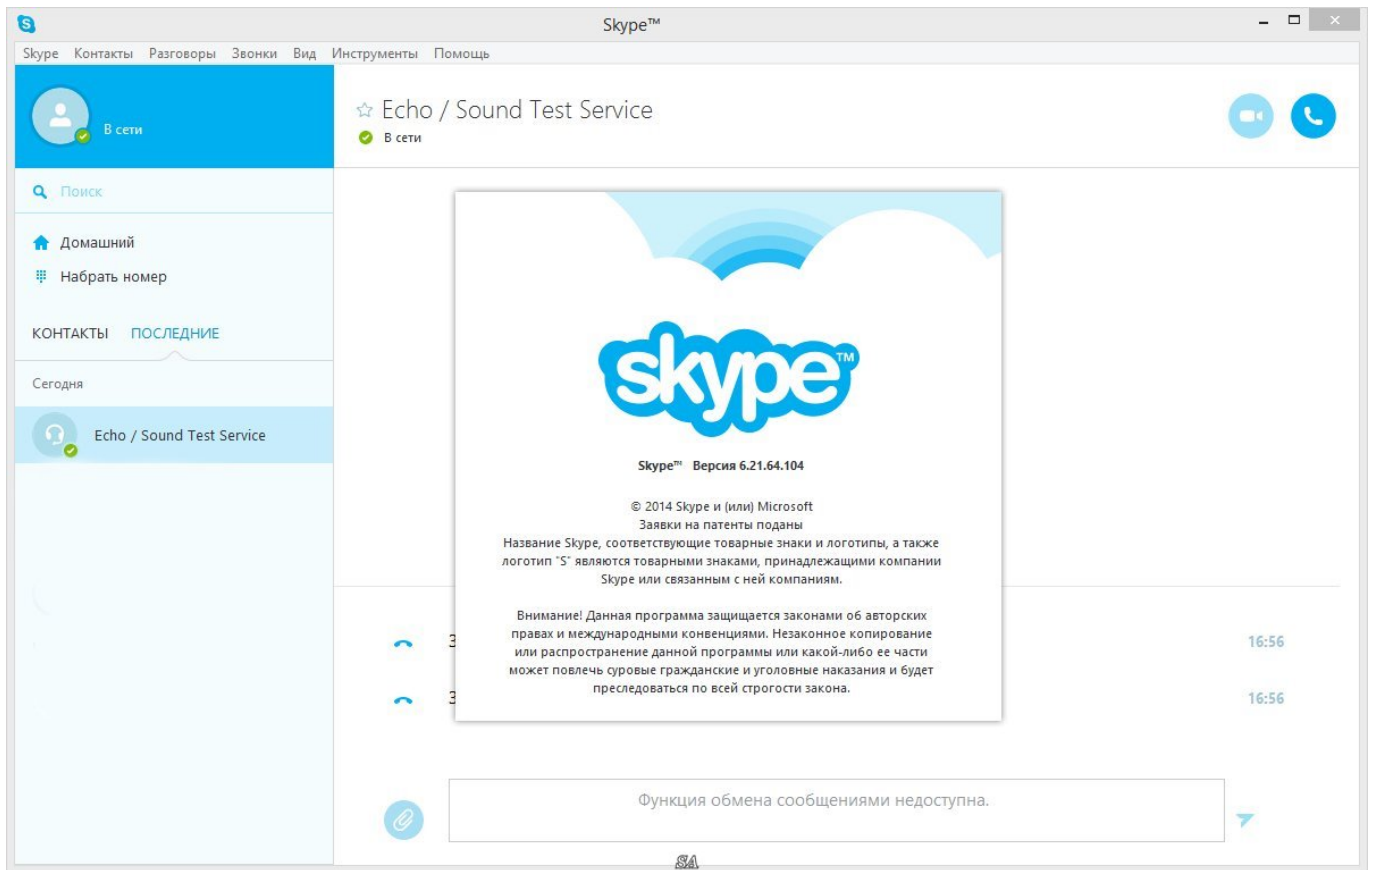 Skype™
Skype Контакты Разговоры Звонки Вид Инструменты Помощь
В сети
Echo / Sound Test Service
В сети
Поиск
Домашний
Набрать номер
КОНТАКТЫ ПОСЛЕДНИЕ
Сегодня
Echo / Sound Test Service
skype™
Skype™ Версия 6.21.64.104
© 2014 Skype и (или) Microsoft
Заявки на патенты поданы
Название Skype, соответствующие товарные знаки и логотипы, а также
логотип "S" являются товарными знаками, принадлежащими компании
Skype или связанным с ней компаниям.
Внимание! Данная программа защищается законами об авторских
правах и международными конвенциями. Незаконное копирование
или распространение данной программы или какой-либо ее части
может повлечь суровые гражданские и уголовные наказания и будет
преследоваться по всей строгости закона.
16:56
16:56
Функция обмена сообщениями недоступна.
SA